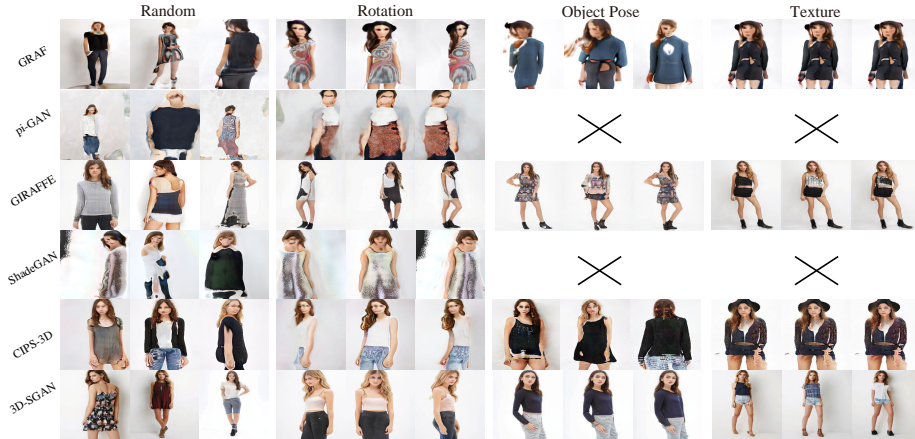 Random Rotation Object Pose Texture
GRAF
pi-GAN
GIRAFFE
ShadeGAN
CIPS-3D
3D-SGAN